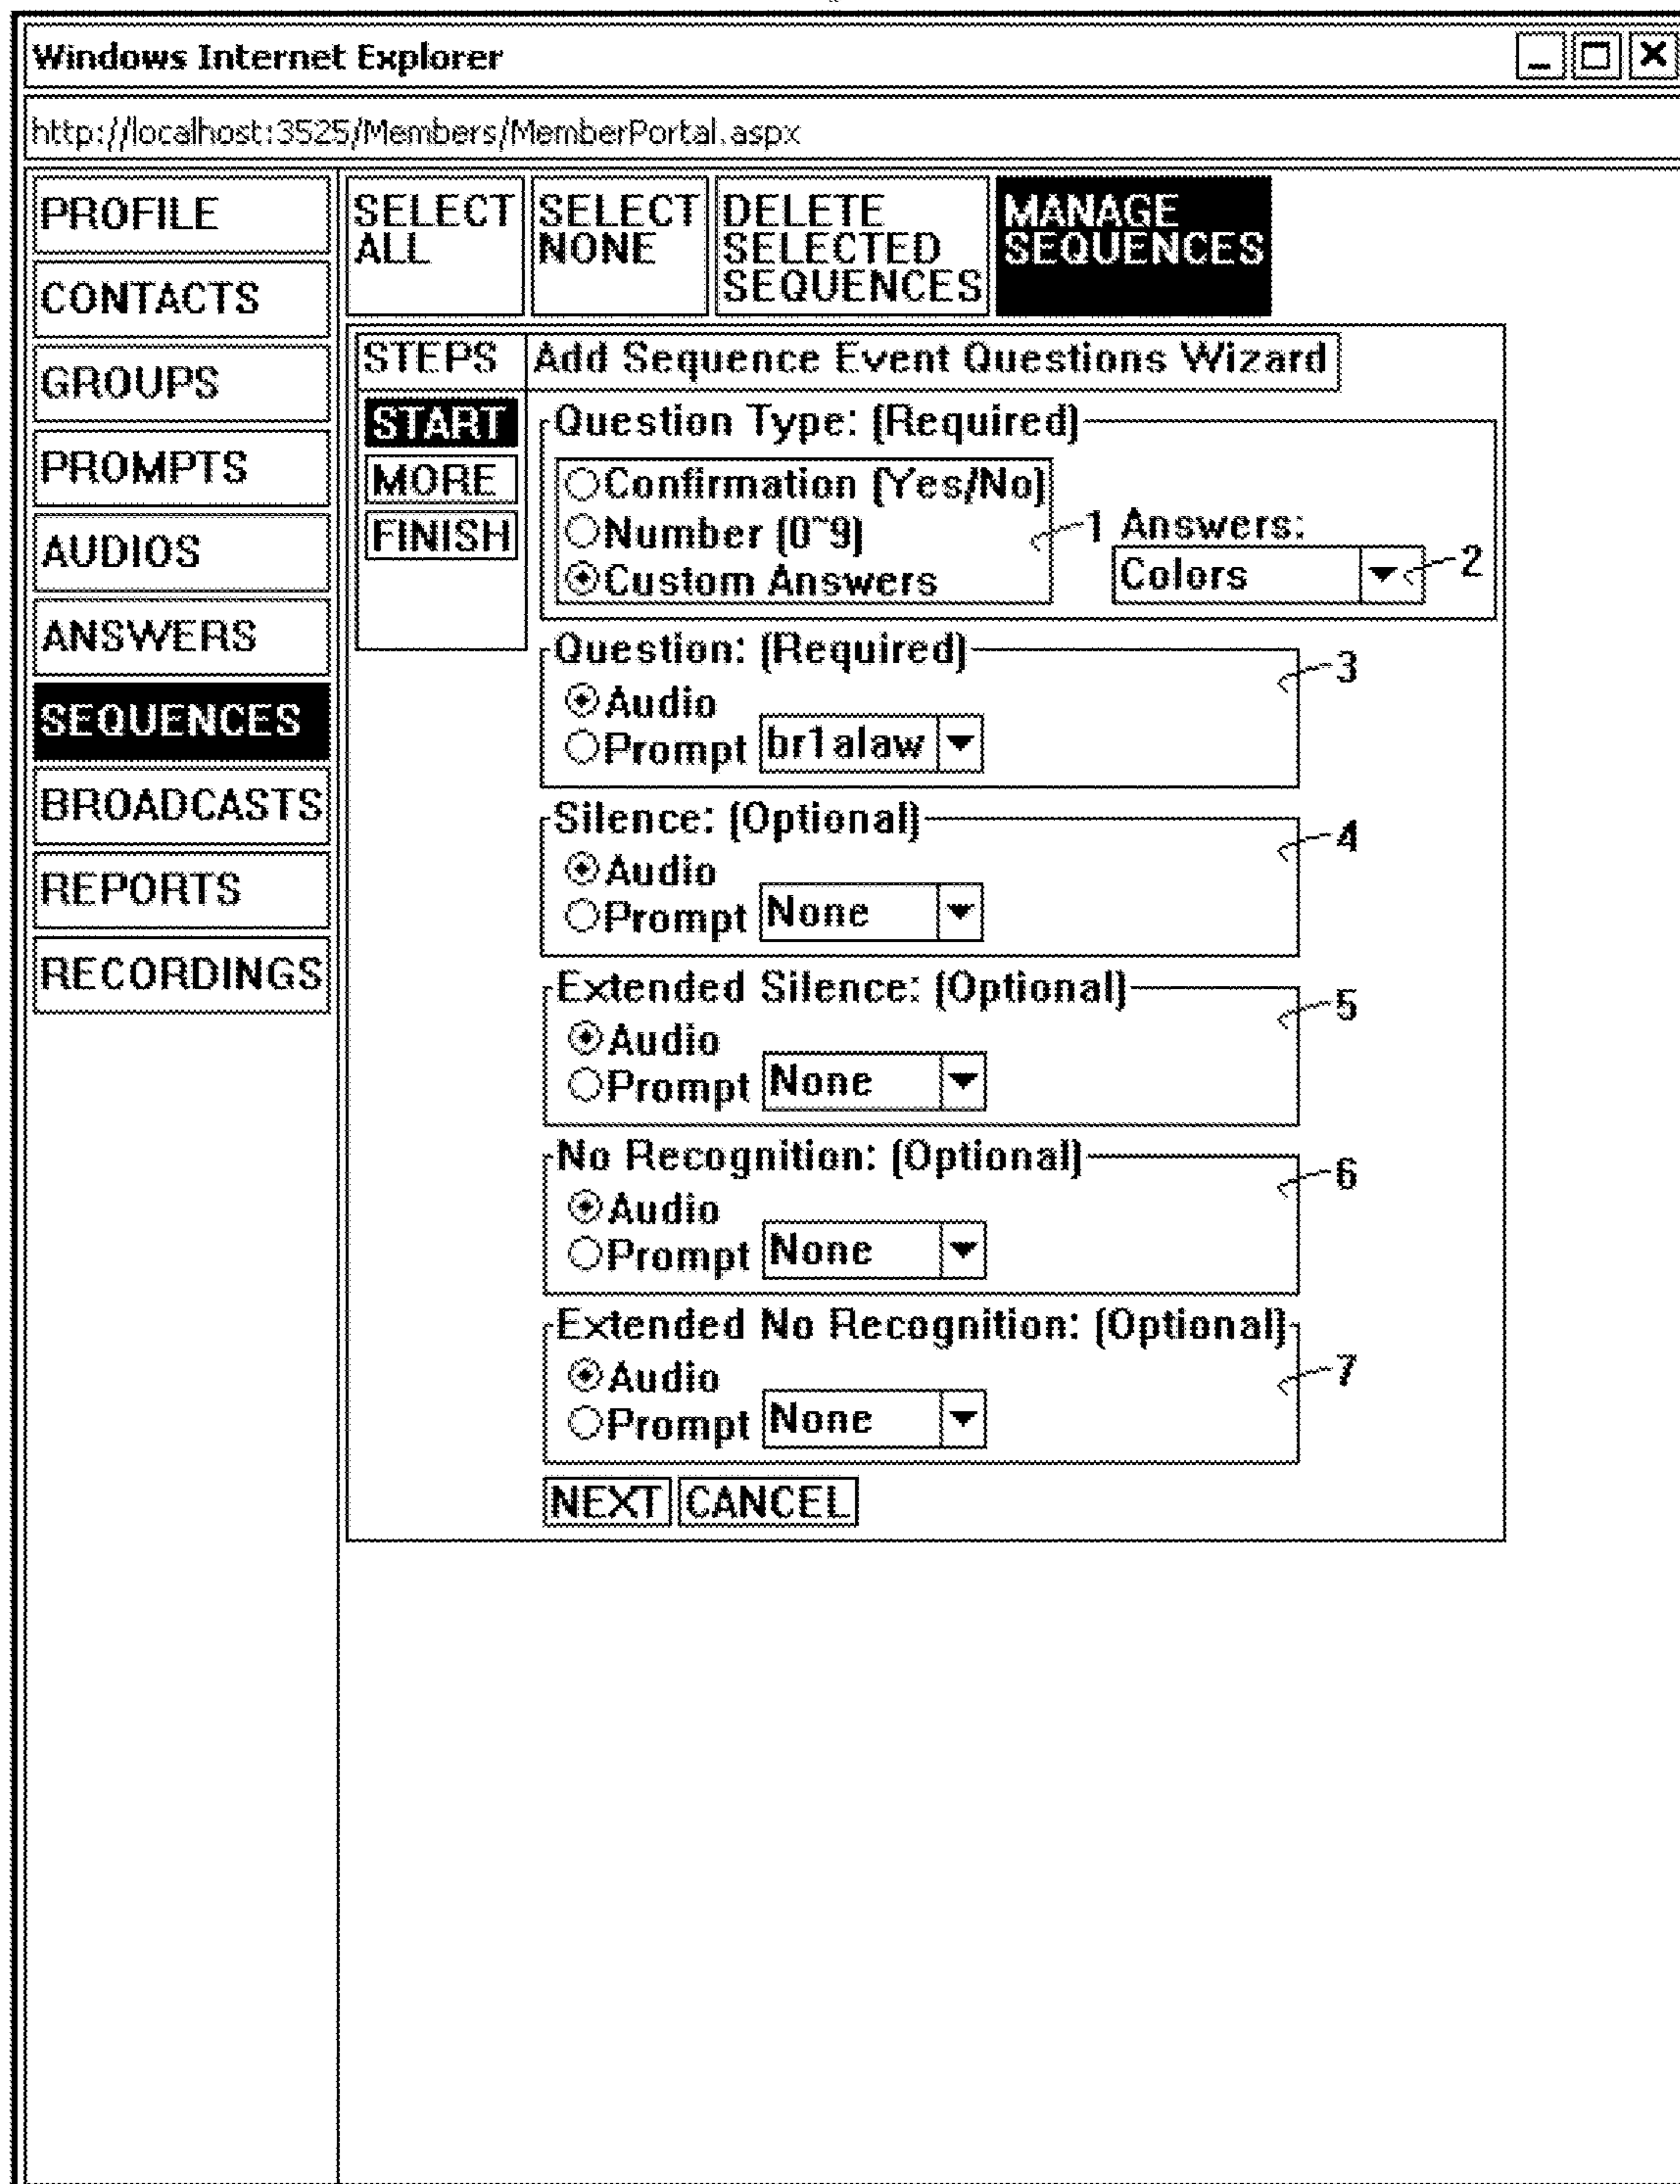 Windows Internet Explorer
http://localhost:3525/Members/MemberPortal.aspx
PROFILE
CONTACTS
GROUPS
PROMPTS
AUDIOS
ANSWERS
SEQUENCES
BROADCASTS
REPORTS
RECORDINGS
SELECT
ALL
SELECT
NONE
DELETE
SELECTED
SEQUENCES
MANAGE
SEQUENCES
STEPS
START
MORE
FINISH
Add Sequence Event Questions Wizard
Question Type: (Required)
Confirmation (Yes/No)
Number (0~9)
Custom Answers
1
Answers:
Colors
2
Question: (Required)
3
Audio
Prompt br1alaw
Silence: (Optional)
4
Audio
Prompt None
Extended Silence: (Optional)
5
Audio
Prompt None
No Recognition: (Optional)
6
Audio
Prompt None
Extended No Recognition: (Optional)
7
Audio
Prompt None
NEXT CANCEL